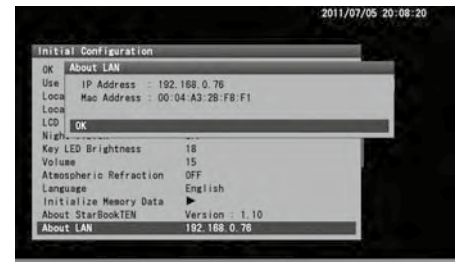 2011/07/05 20:08:20
Initial Configuration
OK
About LAN
Use
IP Address : 192.168.0.76
Loca
Mac Address : 00:04:A3:2B:F8:F1
Loca
LCD
OK
Key LED Brightness 18
Volume 15
Atmospheric Refraction OFF
Language English
Initialize Memory Data ▶
About StarBookTEN Version : 1.10
About LAN 192.168.0.76